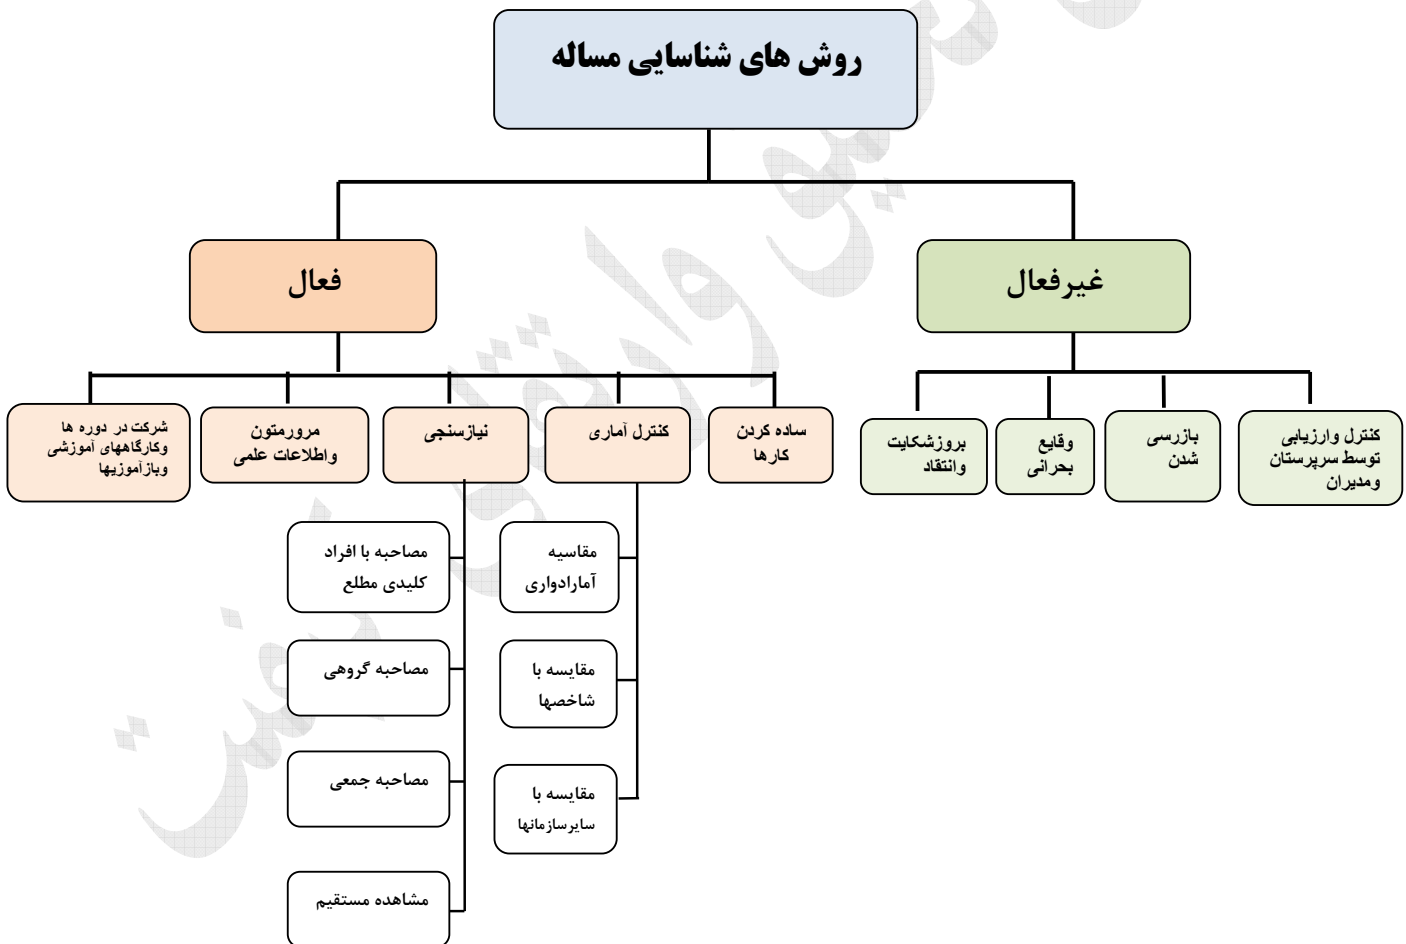 روش های شناسایی مساله
غیرفعال
فعال
کنترل وارزیابی
توسط سرپرستان
ومدیران
بازرسی
شدن
وقایع
بحرانی
بروزشکایت
وانتقاد
ساده کردن
کارها
کنترل آماری
نیازسنجی
مرورمتون
واطلاعات علمی
شرکت در دوره ها
وکارگاههای آموزشی
وبازآموزیها
مقاسیه
آمارادواری
مقایسه با
شاخصها
مقایسه با
سایرسازمانها
مصاحبه با افراد
کلیدی مطلع
مصاحبه گروهی
مصاحبه جمعی
مشاهده مستقیم